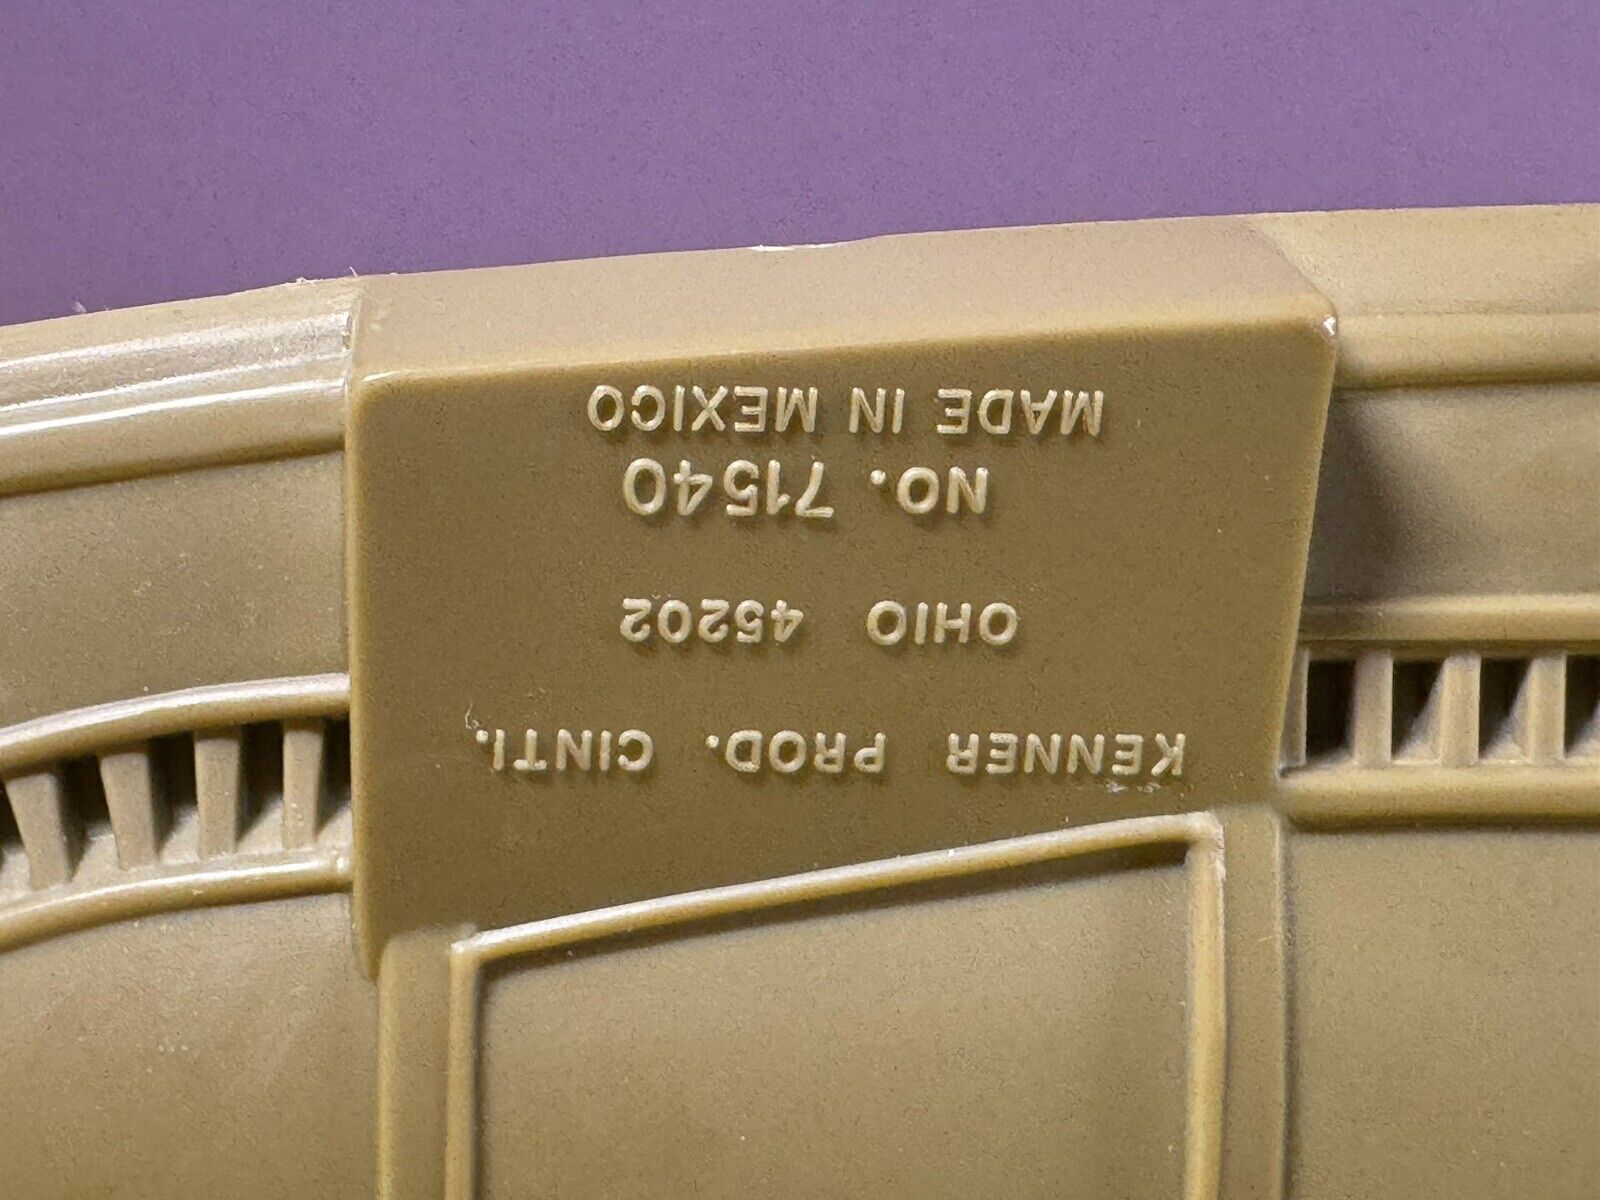 KENNER PROD. CINTI.
OHIO 45202
NO. 71540
MADE IN MEXICO